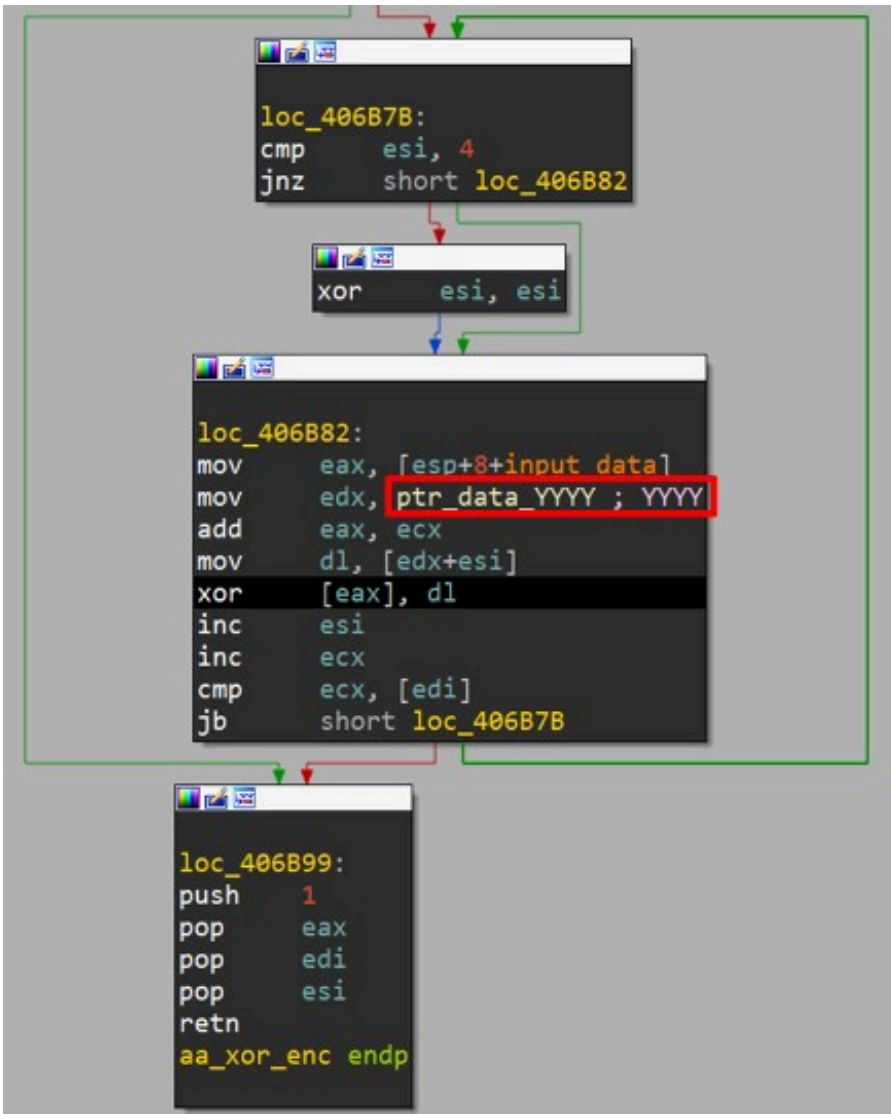 loc_406B7B:
cmp esi, 4
jnz short loc_406B82
xor esi, esi
loc_406B82:
mov eax, [esp+8+input_data]
mov edx, ptr_data_YYYY ; YYYY
add eax, ecx
mov dl, [edx+esi]
xor [eax], dl
inc esi
inc ecx
cmp ecx, [edi]
jb short loc_406B7B
loc_406B99:
push 1
pop eax
pop edi
pop esi
retn
aa_xor_enc endp